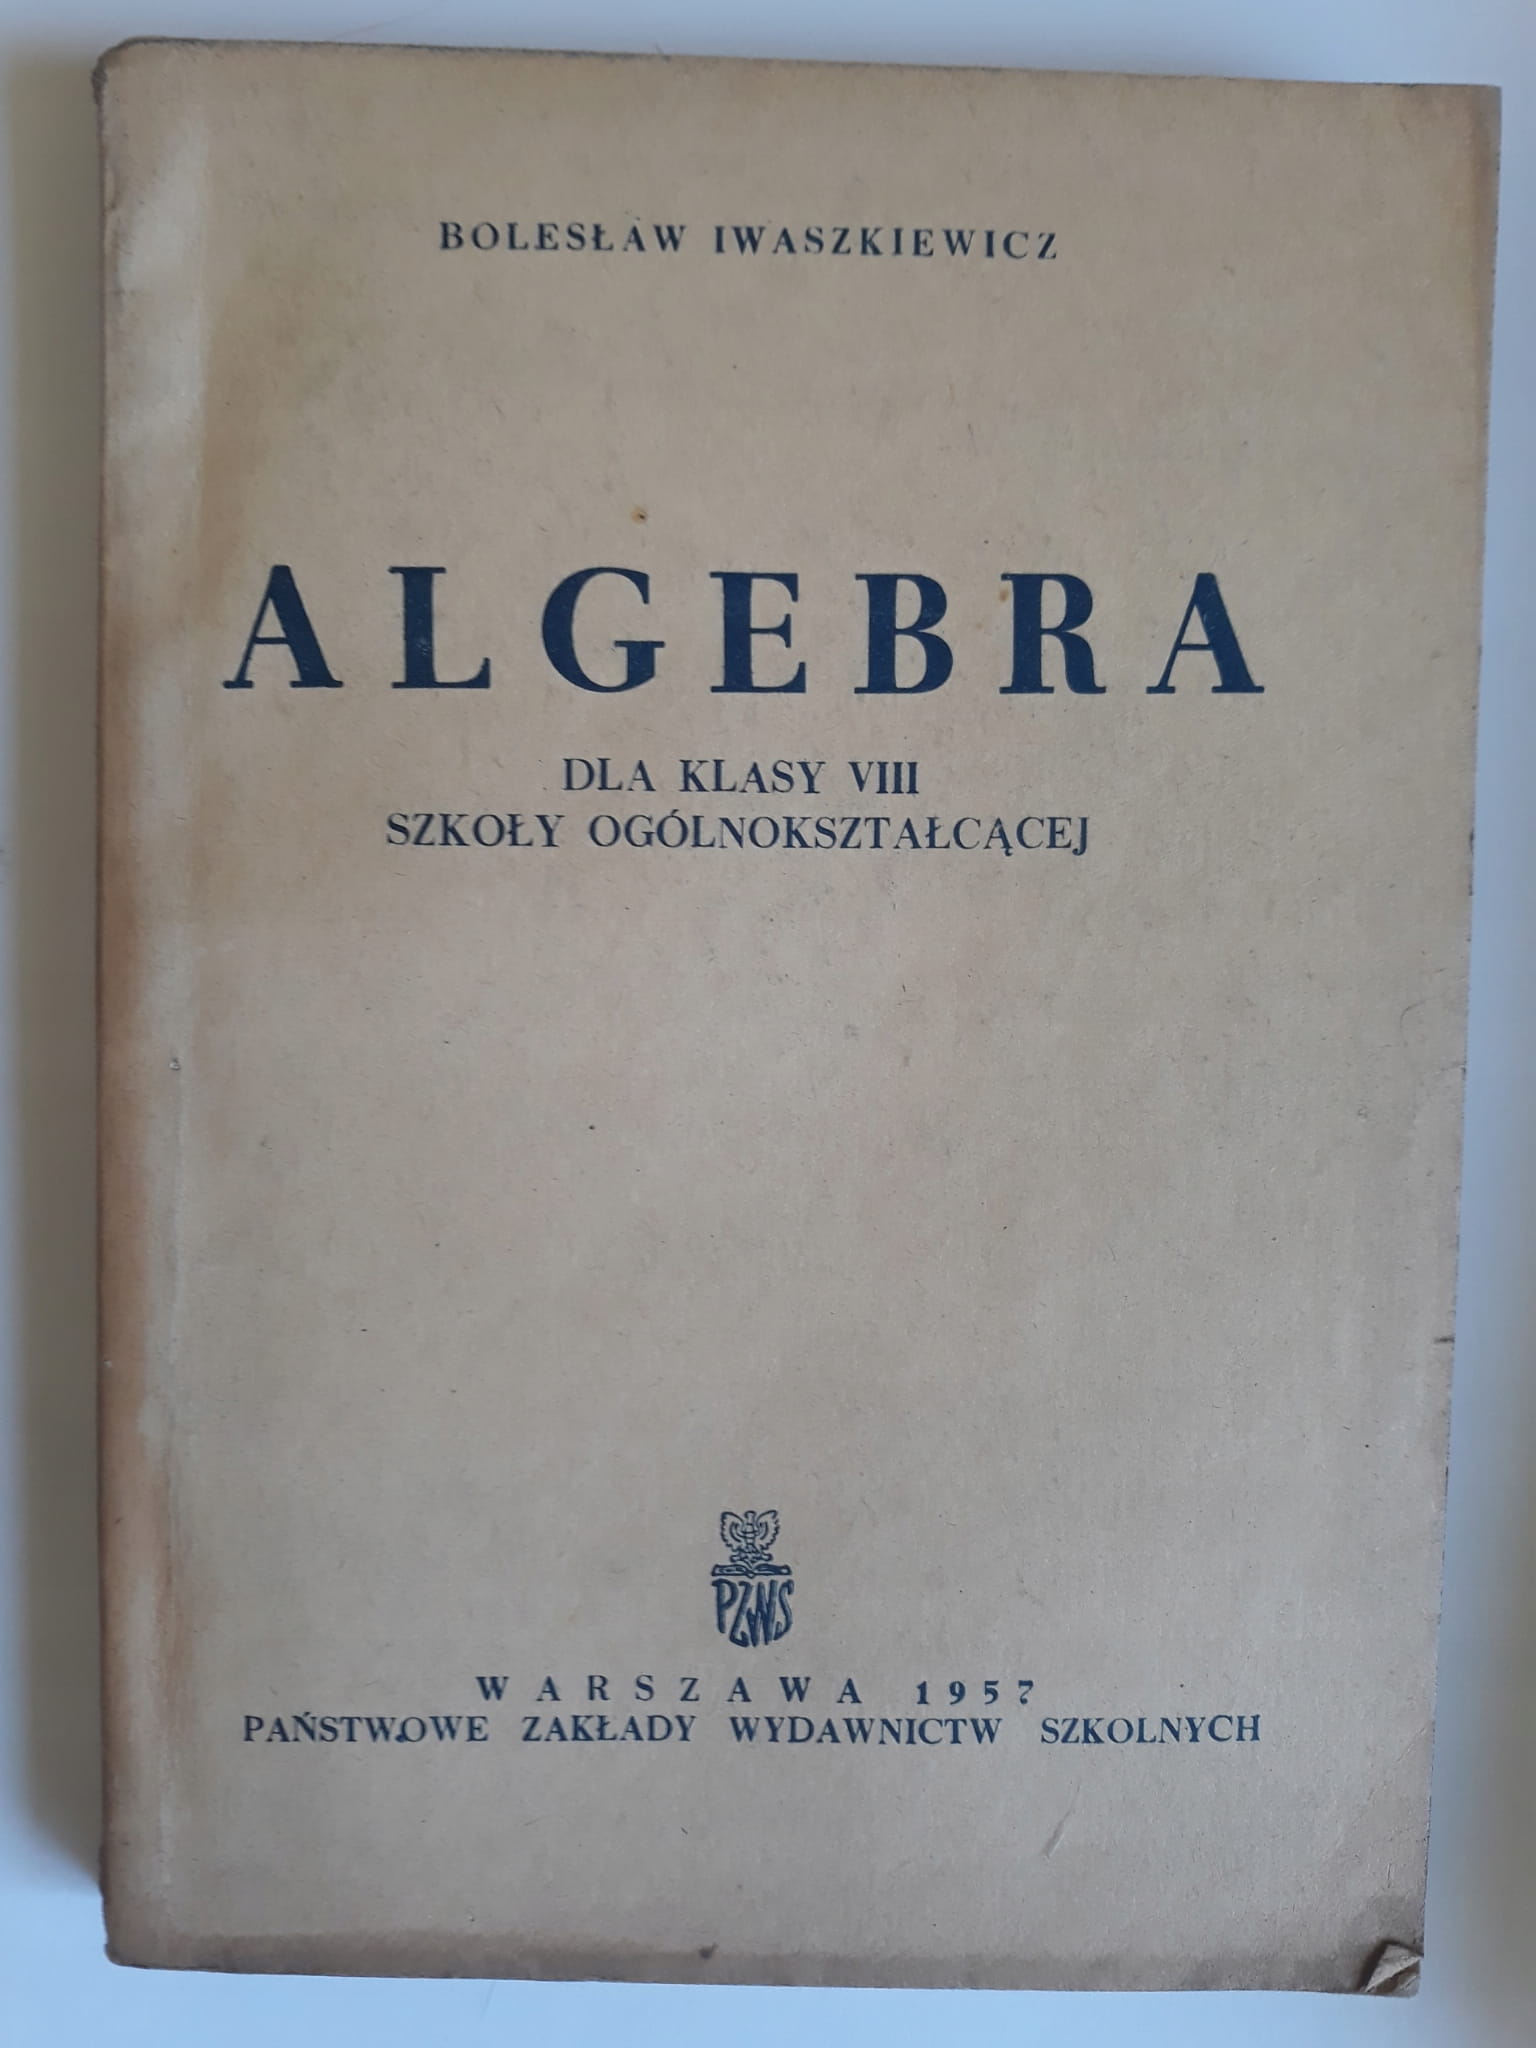 BOLESŁAW IWASZKIEWICZ
ALGEBRA
DLA KLASY VIII
SZKOŁY OGÓLNOKSZTAŁCĄCEJ
PZWS
WARSZAWA 1957
PAŃSTWOWE ZAKŁADY WYDAWNICTW SZKOLNYCH